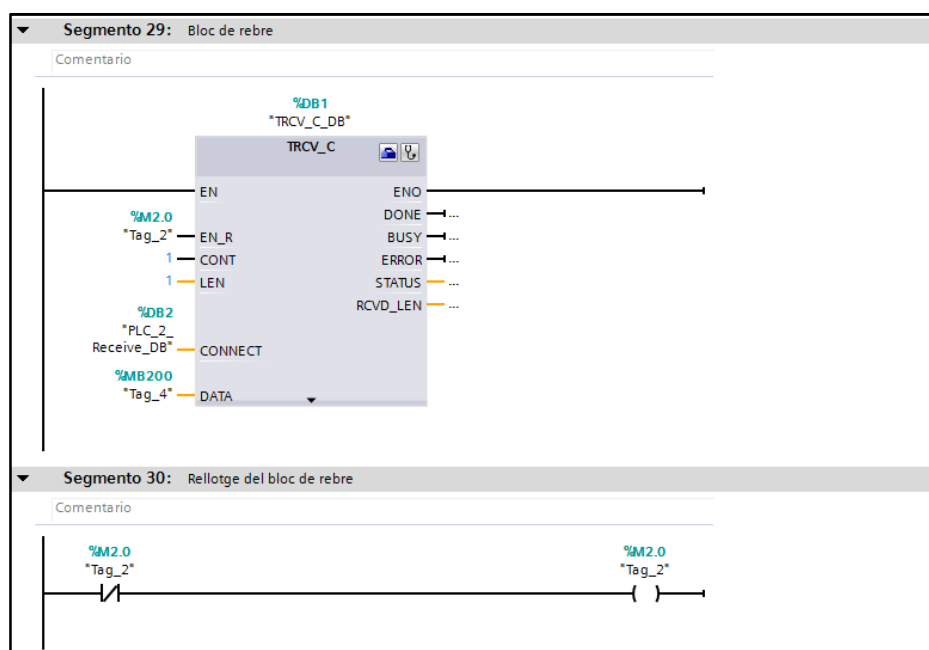 Segmento 29: Bloc de rebre
Comentario
%DB1
"TRCV_C_DB"
TRCV_C
EN ENO
DONE ...
%M2.0
"Tag_2" EN_R BUSY ...
1 CONT ERROR ...
1 LEN STATUS ...
RCVD_LEN ...
%DB2
"PLC_2_
Receive_DB" CONNECT
%MB200
"Tag_4" DATA
Segmento 30: Rellotge del bloc de rebre
Comentario
%M2.0 %M2.0
"Tag_2" "Tag_2"